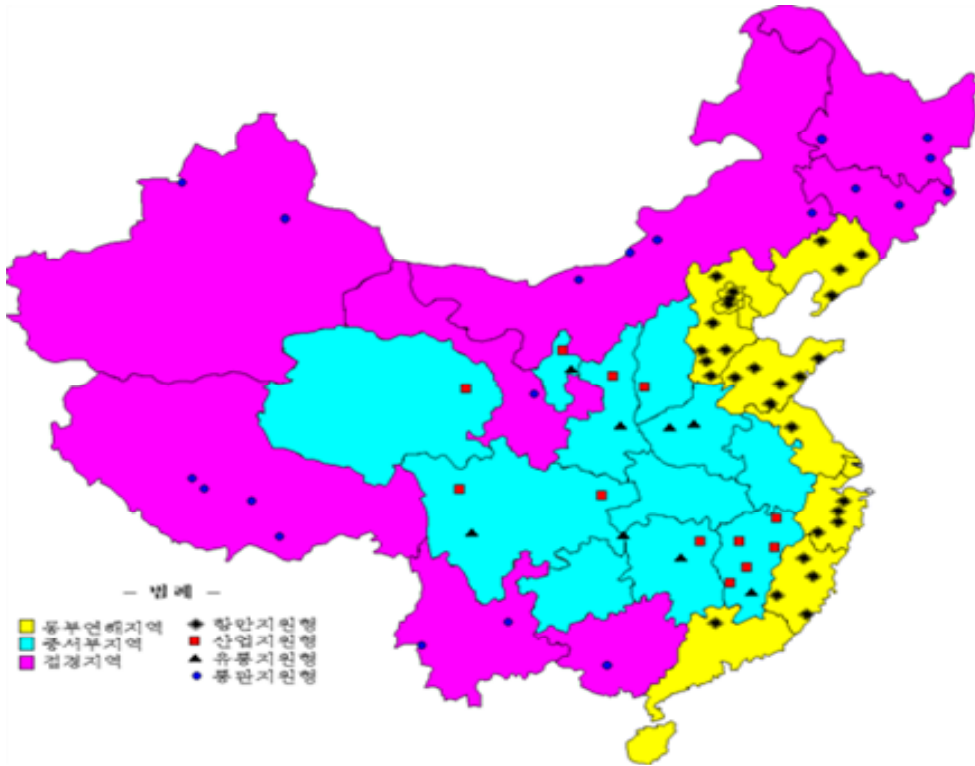 – 범례 –
동부연해지역
중서부지역
접경지역
항만지원형
산업지원형
유통지원형
통관지원형